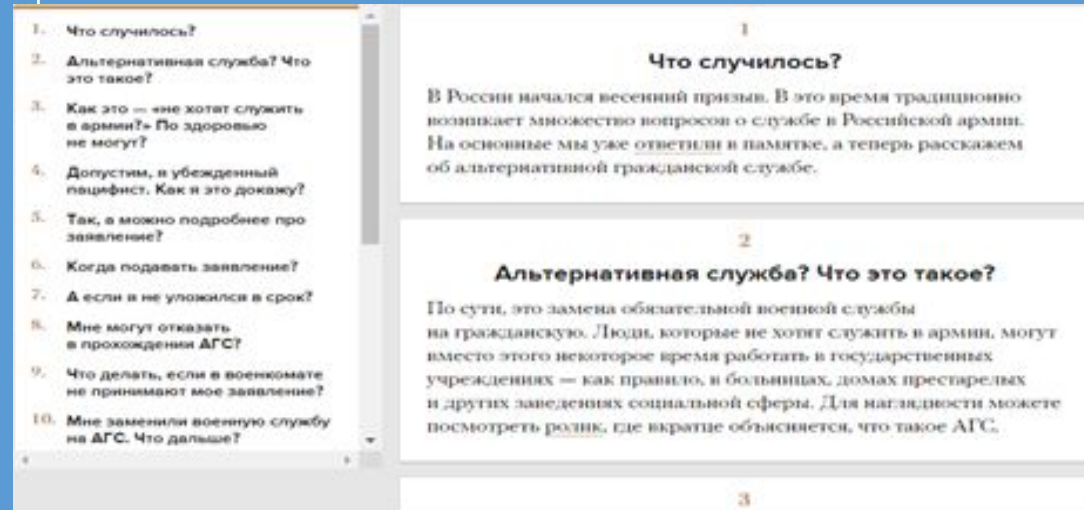 1. Что случилось?
2. Альтернативная служба? Что
это такое?
3. Как это — «не хотят служить
в армии?» По здоровью
не могут?
4. Допустим, я убежденный
пацифист. Как я это докажу?
5. Так, а можно подробнее про
заявление?
6. Когда подавать заявление?
7. А если я не уложился в срок?
8. Мне могут отказать
в прохождении АГС?
9. Что делать, если в военкомате
не принимают мое заявление?
10. Мне заменили военную службу
на АГС. Что дальше?
1
Что случилось?
В России начался весенний призыв. В это время традиционно
возникает множество вопросов о службе в Российской армии.
На основные мы уже ответили в памятке, а теперь расскажем
об альтернативной гражданской службе.
2
Альтернативная служба? Что это такое?
По сути, это замена обязательной военной службы
на гражданскую. Люди, которые не хотят служить в армии, могут
вместо этого некоторое время работать в государственных
учреждениях — как правило, в больницах, домах престарелых
и других заведениях социальной сферы. Для наглядности можете
посмотреть ролик, где вкратце объясняется, что такое АГС.
3